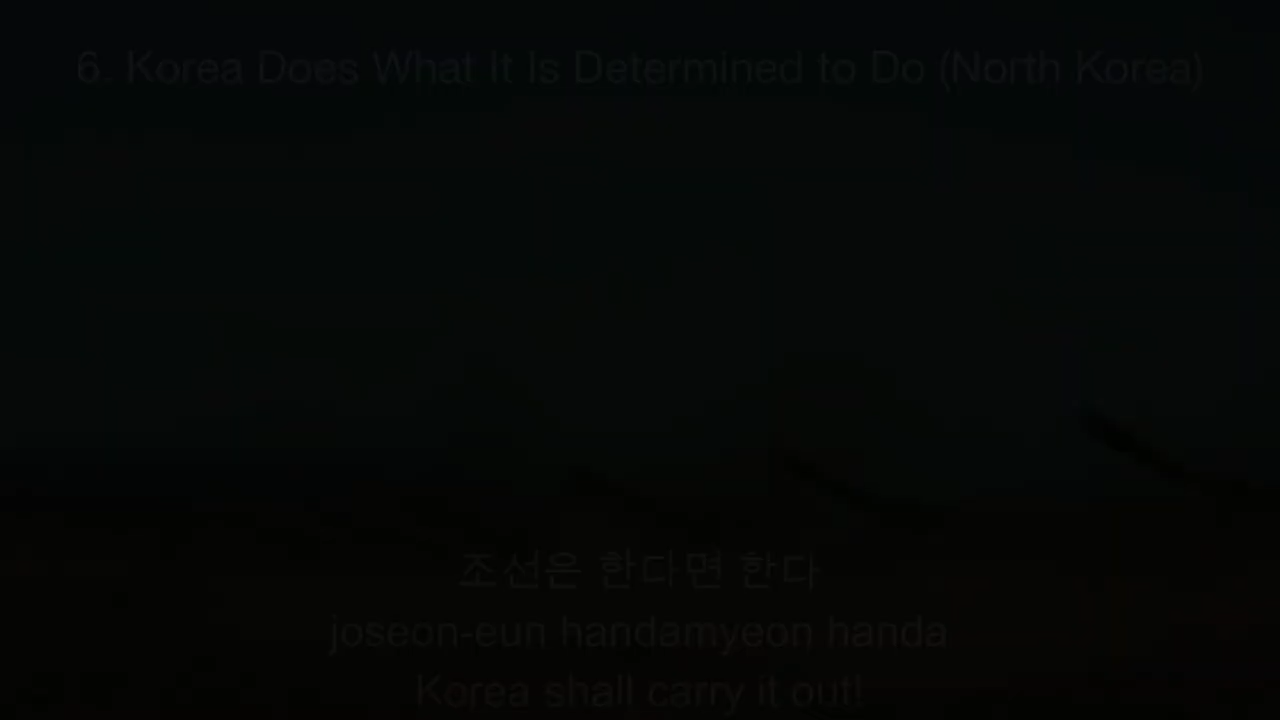 6. Korea Does What It Is Determined to Do (North Korea)
조선은 한다면 한다
joseon-eun handamyeon handa
Korea shall carry it out!